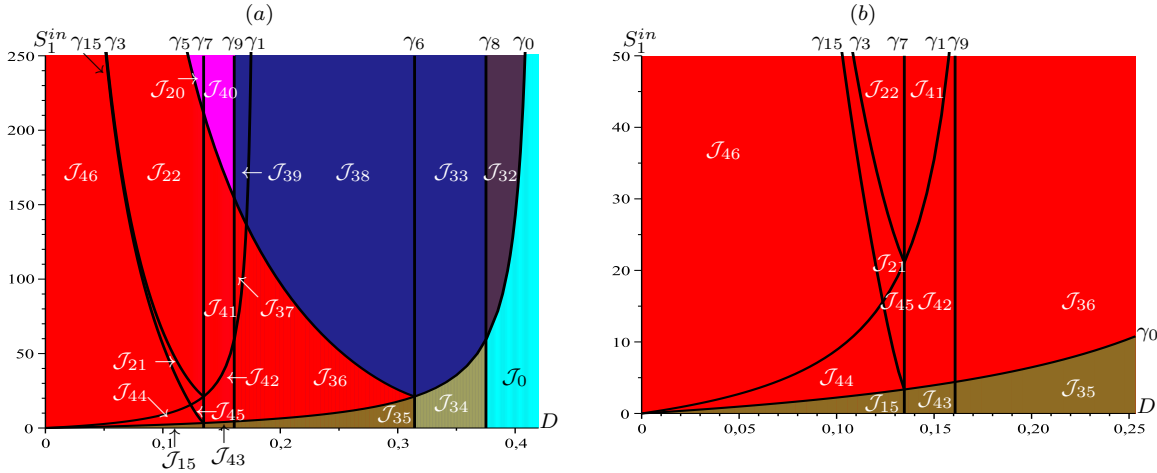 (a)
S₁ⁱⁿ γ15 γ3 γ5 γ7 γ9 γ1 γ6 γ8 γ0
250
200
150
100
50
0
𝒥20 𝒥40
𝒥46 𝒥22 𝒥39 𝒥38 𝒥33 𝒥32
𝒥41 𝒥37
𝒥21 𝒥42 𝒥36 𝒥0
𝒥44 𝒥45 𝒥35 𝒥34
D
0 0,1 0,2 0,3 0,4
𝒥15 𝒥43
(b)
S₁ⁱⁿ γ15 γ3 γ7 γ1 γ9
50
40
30
20
10
0
𝒥22 𝒥41
𝒥46
𝒥21
𝒥45 𝒥42 𝒥36
γ0
𝒥44 𝒥35
𝒥15 𝒥43
D
0 0,05 0,10 0,15 0,20 0,25